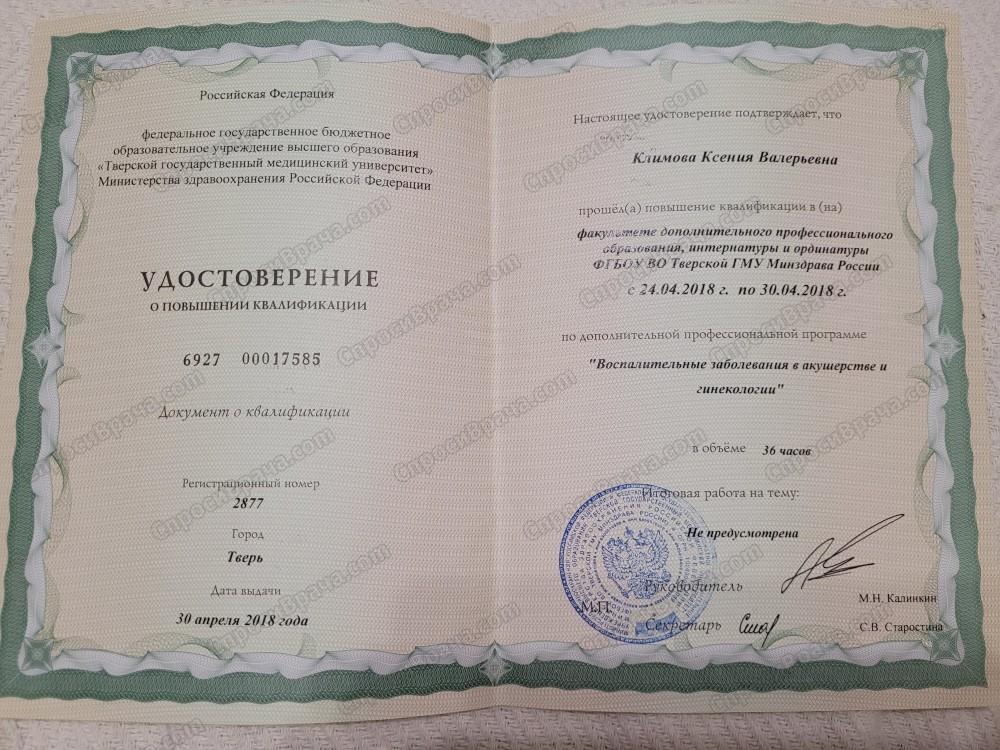 Российская Федерация
федеральное государственное бюджетное
образовательное учреждение высшего образования
«Тверской государственный медицинский университет»
Министерства здравоохранения Российской Федерации
УДОСТОВЕРЕНИЕ
О ПОВЫШЕНИИ КВАЛИФИКАЦИИ
6927 00017585
Документ о квалификации
Регистрационный номер
2877
Город
Тверь
Дата выдачи
30 апреля 2018 года
Настоящее удостоверение подтверждает, что
Климова Ксения Валерьевна
прошёл(а) повышение квалификации в (на)
факультете дополнительного профессионального
образования, интернатуры и ординатуры
ФГБОУ ВО Тверской ГМУ Минздрава России
с 24.04.2018 г. по 30.04.2018 г.
по дополнительной профессиональной программе
"Воспалительные заболевания в акушерстве и
гинекологии"
в объёме 36 часов
Итоговая работа на тему:
Не предусмотрена
Руководитель
М.Н. Калинкин
М.П.
Секретарь
С.В. Старостина
СпросиВрача.com